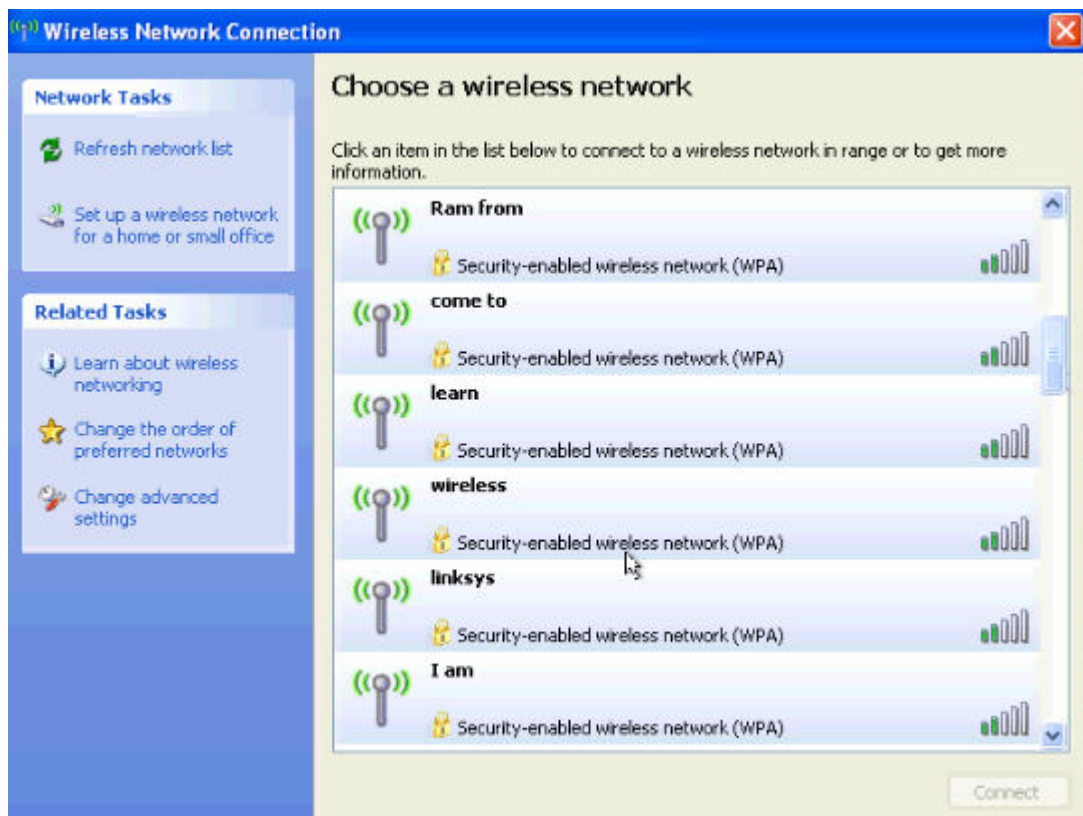 Wireless Network Connection
Network Tasks
Refresh network list
Set up a wireless network
for a home or small office
Related Tasks
Learn about wireless
networking
Change the order of
preferred networks
Change advanced
settings
Choose a wireless network
Click an item in the list below to connect to a wireless network in range or to get more
information.
Ram from
Security-enabled wireless network (WPA)
come to
Security-enabled wireless network (WPA)
learn
Security-enabled wireless network (WPA)
wireless
Security-enabled wireless network (WPA)
linksys
Security-enabled wireless network (WPA)
I am
Security-enabled wireless network (WPA)
Connect